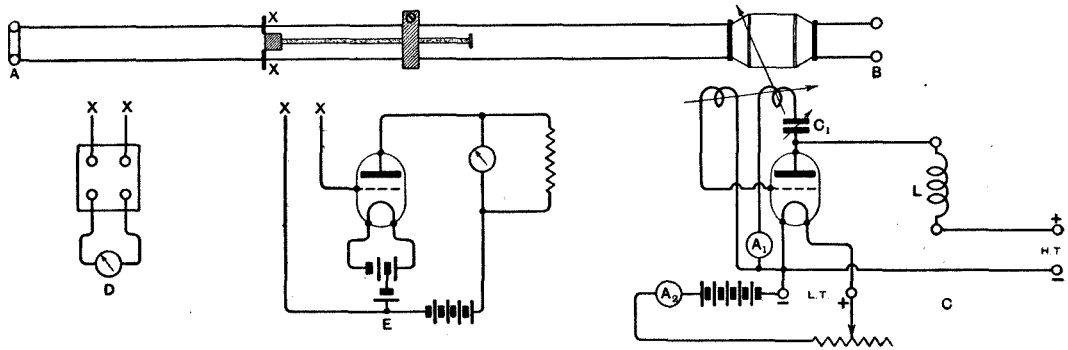 X
A
X
B
X X
X X
C₁
L
+
H.T.
−
A₁
D
E
A₂
−
L.T.
+
C